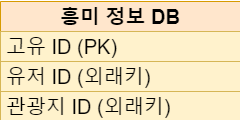 흥미 정보 DB
고유 ID (PK)
유저 ID (외래키)
관광지 ID (외래키)